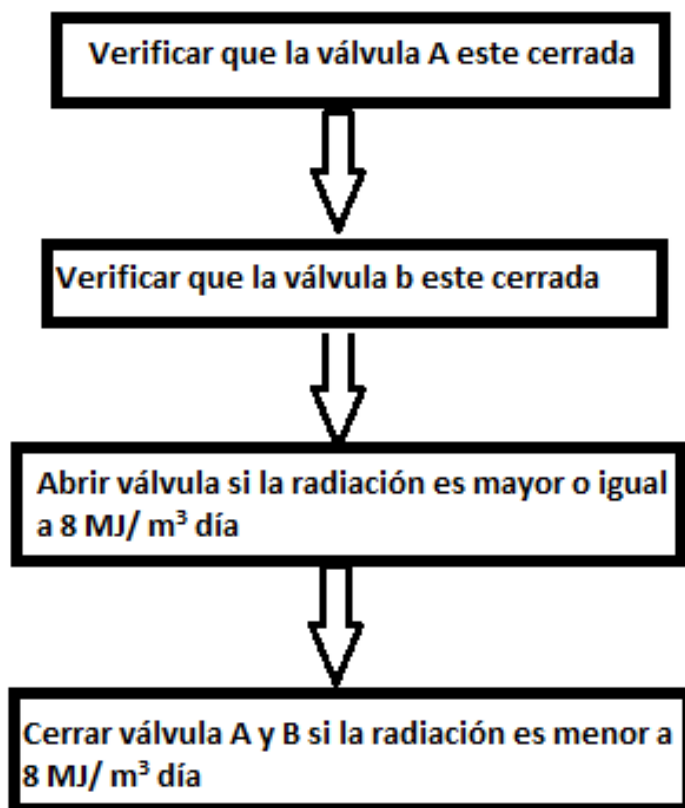 Verificar que la válvula A este cerrada
Verificar que la válvula b este cerrada
Abrir válvula si la radiación es mayor o igual
a 8 MJ/ m³ día
Cerrar válvula A y B si la radiación es menor a
8 MJ/ m³ día